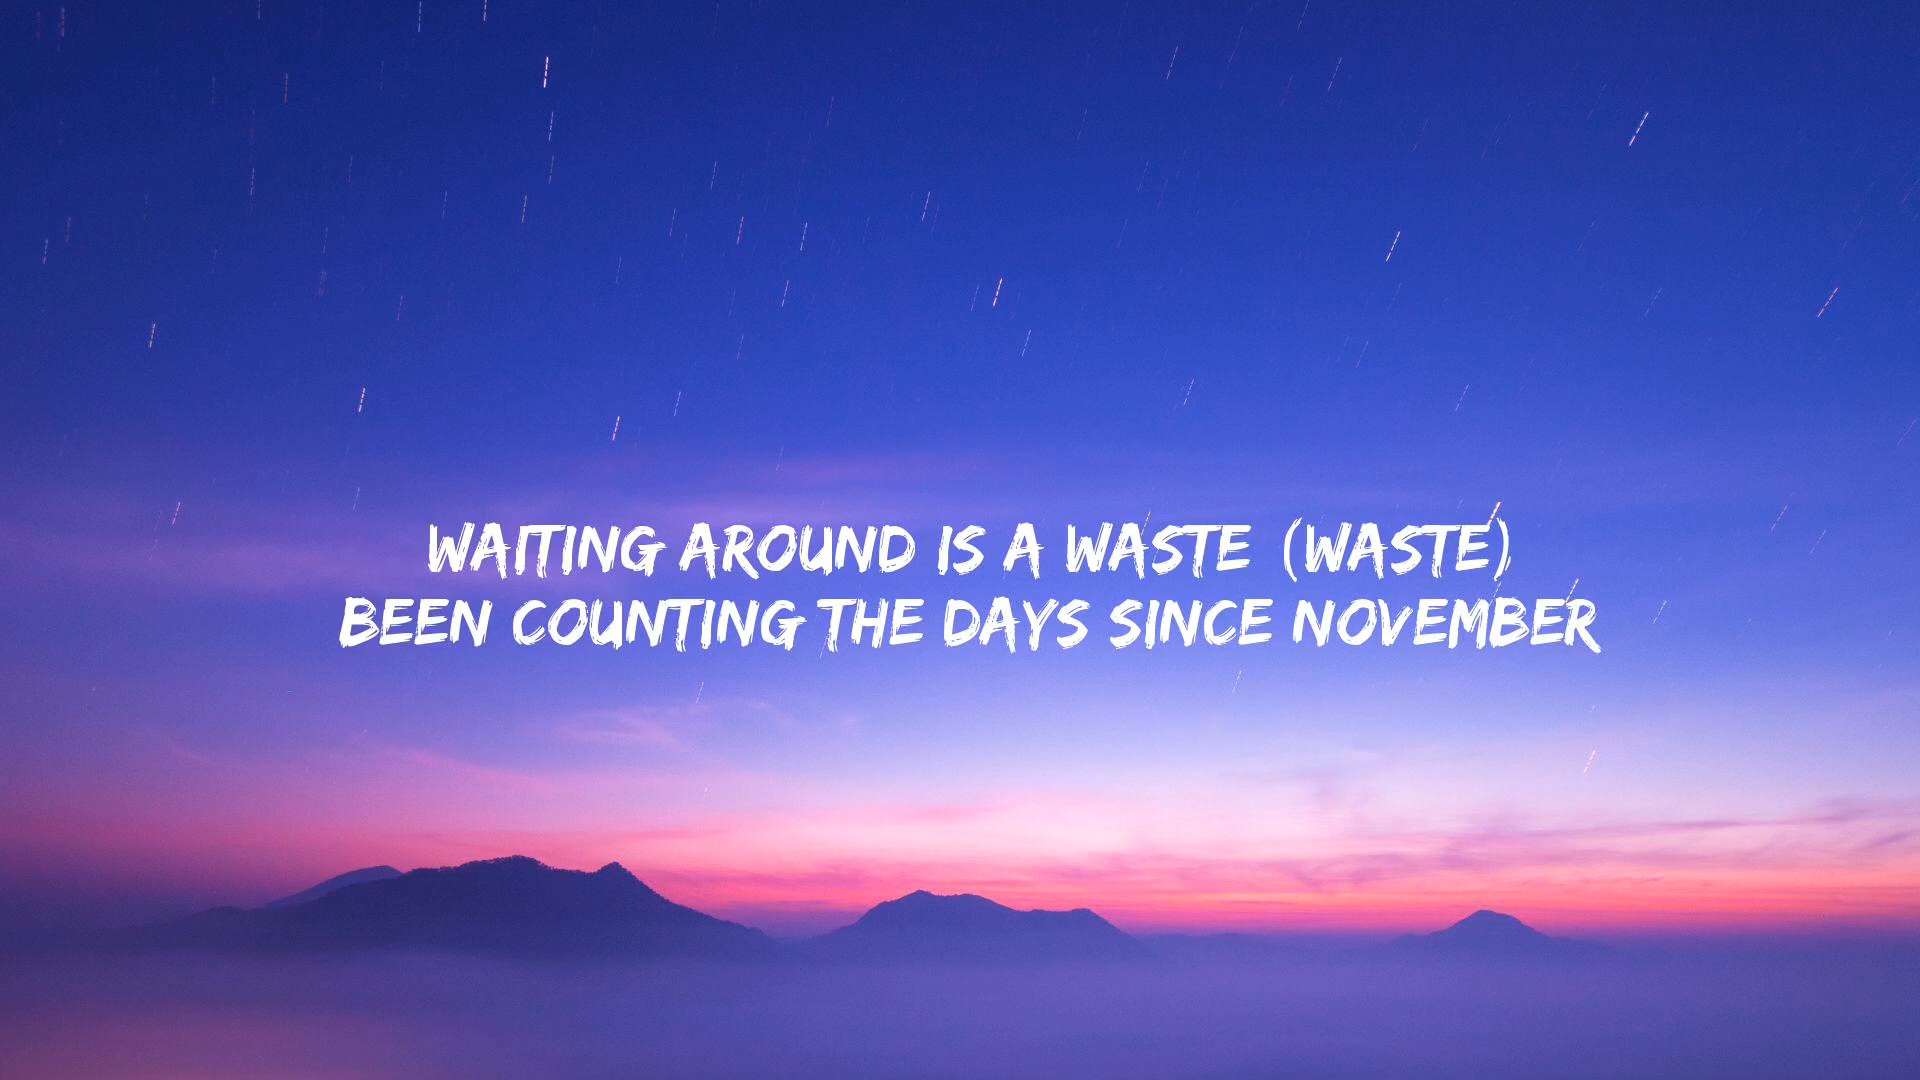 WAITING AROUND IS A WASTE (WASTE)
BEEN COUNTING THE DAYS SINCE NOVEMBER